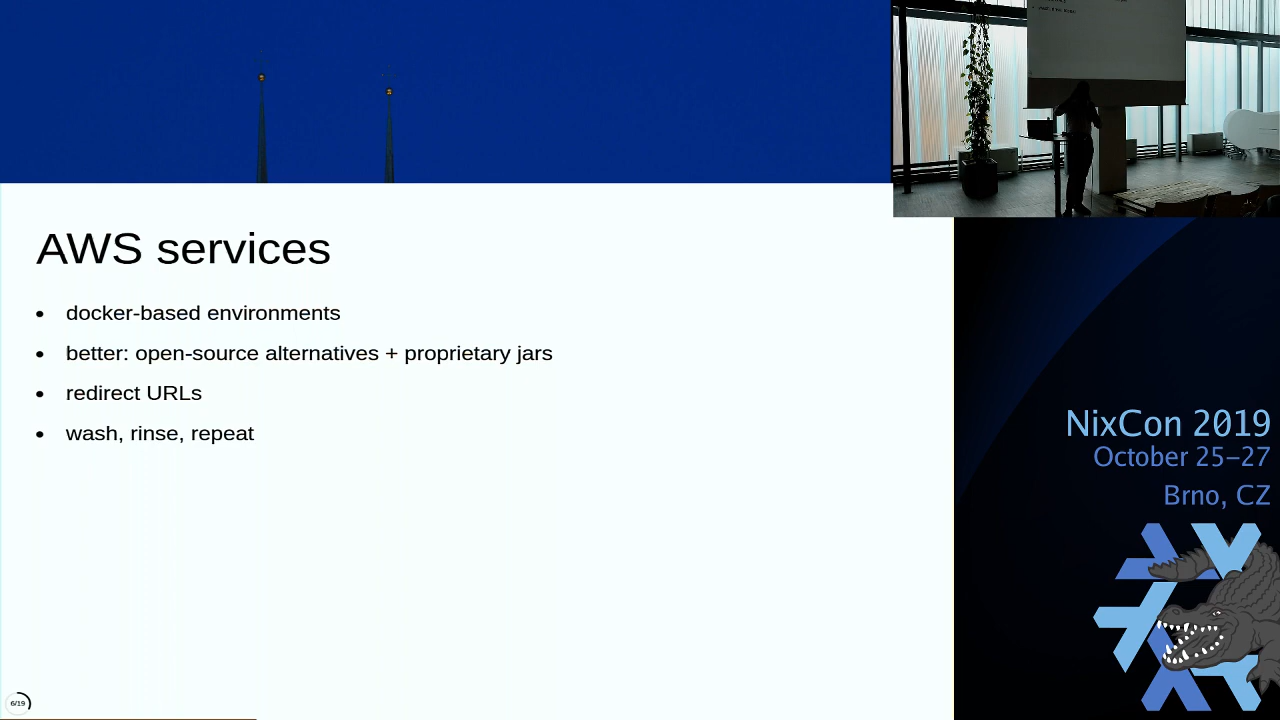 AWS services
docker-based environments
better: open-source alternatives + proprietary jars
redirect URLs
wash, rinse, repeat
NixCon 2019
October 25–27
Brno, CZ
6/19